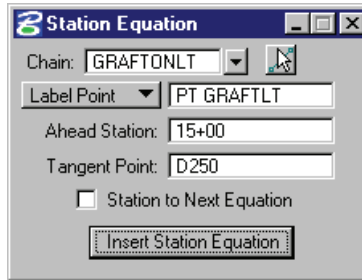 Station Equation
Chain: GRAFTONLT
Label Point PT GRAFTLT
Ahead Station: 15+00
Tangent Point: D250
Station to Next Equation
Insert Station Equation